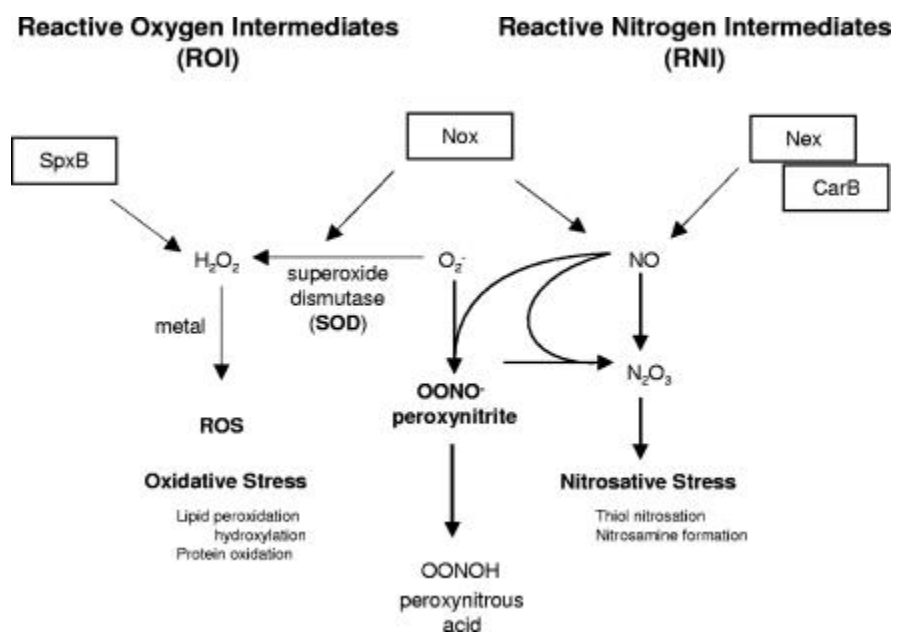 Reactive Oxygen Intermediates
(ROI)
Reactive Nitrogen Intermediates
(RNI)
SpxB
Nox
Nex
CarB
H₂O₂
superoxide
dismutase
(SOD)
O₂⁻
NO
metal
N₂O₃
OONO⁻
peroxynitrite
ROS
Oxidative Stress
Lipid peroxidation
hydroxylation
Protein oxidation
Nitrosative Stress
Thiol nitrosation
Nitrosamine formation
OONOH
peroxynitrous
acid